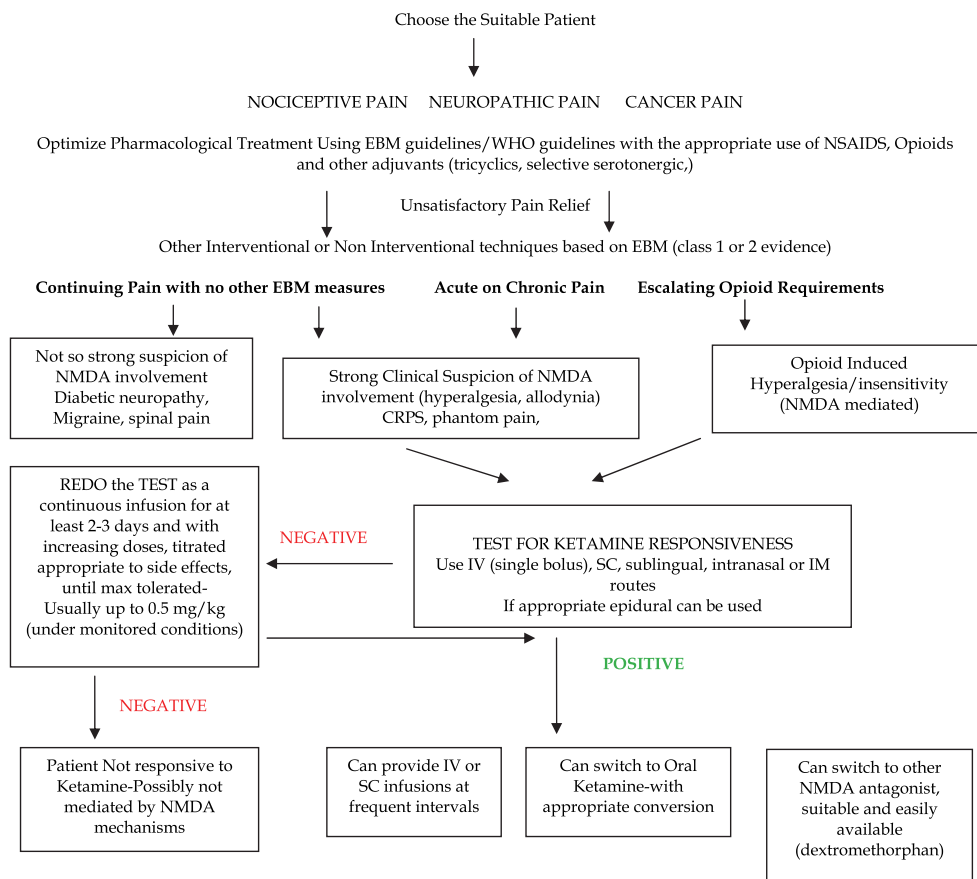 Choose the Suitable Patient
NOCICEPTIVE PAIN NEUROPATHIC PAIN CANCER PAIN
Optimize Pharmacological Treatment Using EBM guidelines/WHO guidelines with the appropriate use of NSAIDS, Opioids
and other adjuvants (tricyclics, selective serotonergic,)
Unsatisfactory Pain Relief
Other Interventional or Non Interventional techniques based on EBM (class 1 or 2 evidence)
Continuing Pain with no other EBM measures
Acute on Chronic Pain
Escalating Opioid Requirements
Not so strong suspicion of
NMDA involvement
Diabetic neuropathy,
Migraine, spinal pain
Strong Clinical Suspicion of NMDA
involvement (hyperalgesia, allodynia)
CRPS, phantom pain,
Opioid Induced
Hyperalgesia/insensitivity
(NMDA mediated)
REDO the TEST as a
continuous infusion for at
least 2-3 days and with
increasing doses, titrated
appropriate to side effects,
until max tolerated-
Usually up to 0.5 mg/kg
(under monitored conditions)
NEGATIVE
TEST FOR KETAMINE RESPONSIVENESS
Use IV (single bolus), SC, sublingual, intranasal or IM
routes
If appropriate epidural can be used
POSITIVE
NEGATIVE
Patient Not responsive to
Ketamine-Possibly not
mediated by NMDA
mechanisms
Can provide IV or
SC infusions at
frequent intervals
Can switch to Oral
Ketamine-with
appropriate conversion
Can switch to other
NMDA antagonist,
suitable and easily
available
(dextromethorphan)